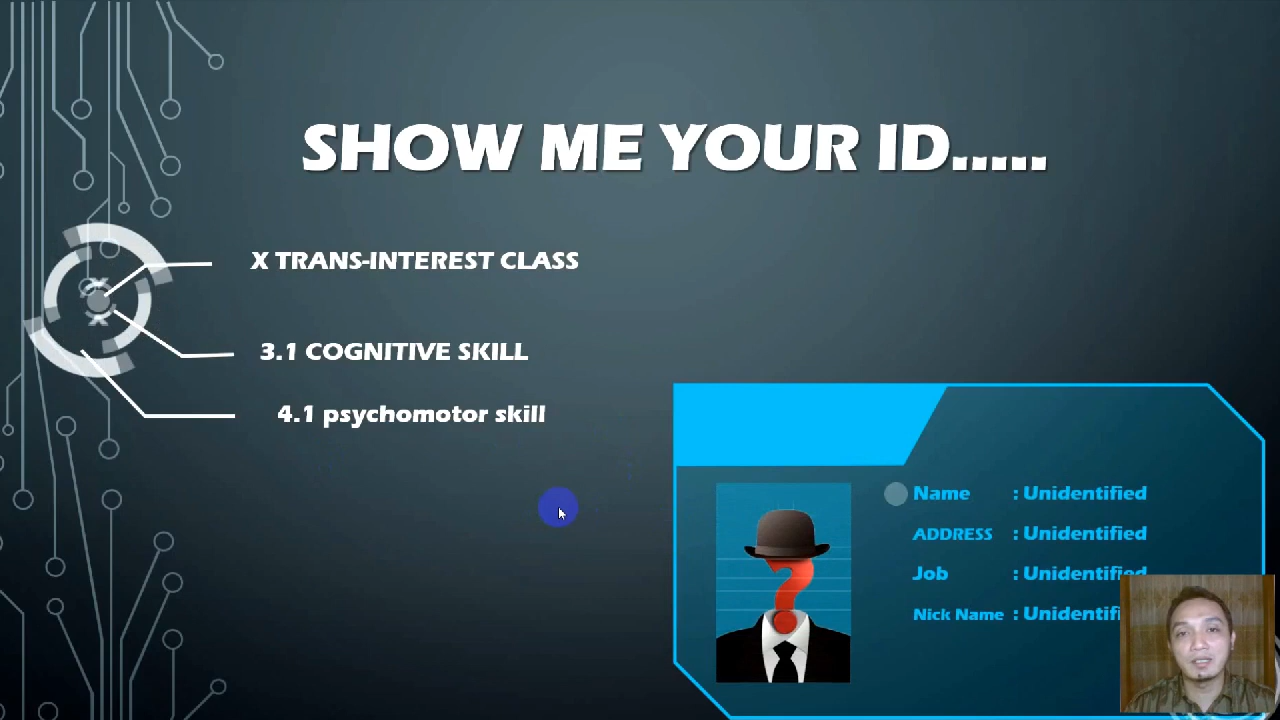 SHOW ME YOUR ID.....
X TRANS-INTEREST CLASS
3.1 COGNITIVE SKILL
4.1 psychomotor skill
Name : Unidentified
ADDRESS : Unidentified
Job : Unidentified
Nick Name : Unidentifi